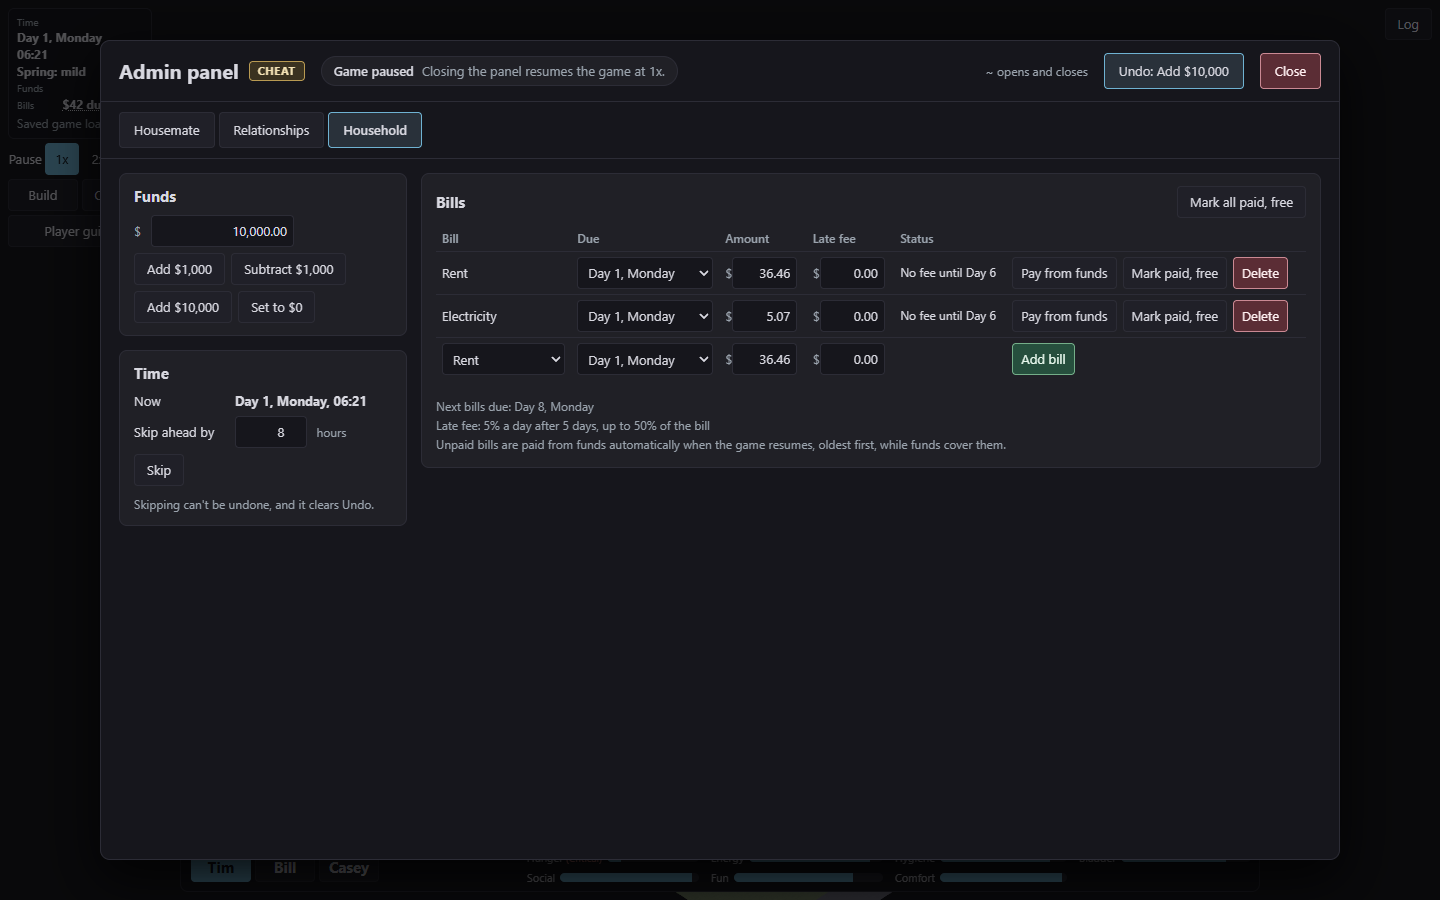 Time
Day 1, Monday
06:21
Spring: mild
Funds
Bills $42 du
Saved game loa
Pause 1x 2
Build C
Player gui
Log
Admin panel CHEAT Game paused Closing the panel resumes the game at 1x. ~ opens and closes Undo: Add $10,000 Close
Housemate Relationships Household
Funds
$ 10,000.00
Add $1,000 Subtract $1,000
Add $10,000 Set to $0
Time
Now Day 1, Monday, 06:21
Skip ahead by 8 hours
Skip
Skipping can't be undone, and it clears Undo.
Bills Mark all paid, free
Bill Due Amount Late fee Status
Rent Day 1, Monday $ 36.46 $ 0.00 No fee until Day 6 Pay from funds Mark paid, free Delete
Electricity Day 1, Monday $ 5.07 $ 0.00 No fee until Day 6 Pay from funds Mark paid, free Delete
Rent Day 1, Monday $ 36.46 $ 0.00 Add bill
Next bills due: Day 8, Monday
Late fee: 5% a day after 5 days, up to 50% of the bill
Unpaid bills are paid from funds automatically when the game resumes, oldest first, while funds cover them.
Tim Bill Casey
Social Fun Comfort